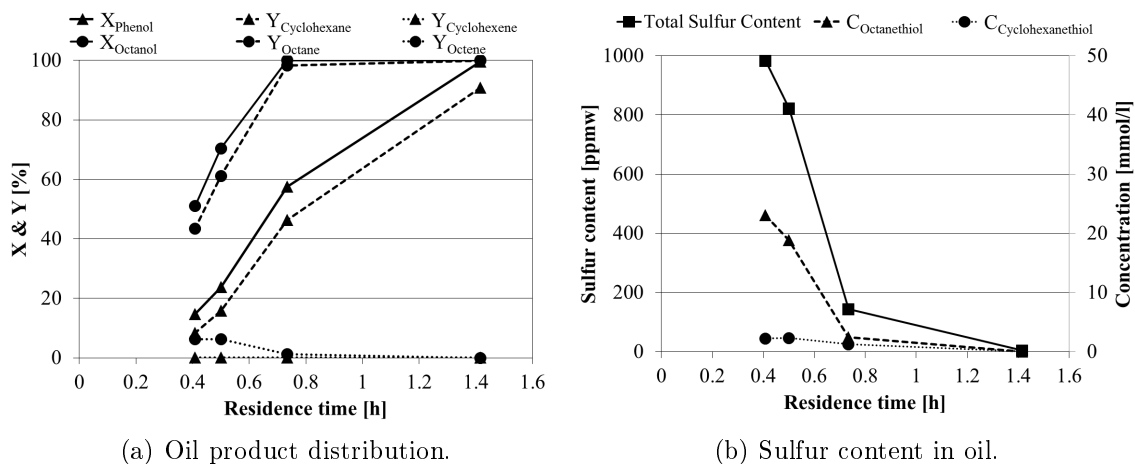 X_Phenol Y_Cyclohexane Y_Cyclohexene
X_Octanol Y_Octane Y_Octene
100
80
60
40
20
0
X & Y [%]
0 0.2 0.4 0.6 0.8 1 1.2 1.4 1.6
Residence time [h]
(a) Oil product distribution.
Total Sulfur Content C_Octanethiol C_Cyclohexanethiol
1000
800
600
400
200
0
Sulfur content [ppmw]
50
40
30
20
10
0
Concentration [mmol/l]
0 0.2 0.4 0.6 0.8 1 1.2 1.4 1.6
Residence time [h]
(b) Sulfur content in oil.